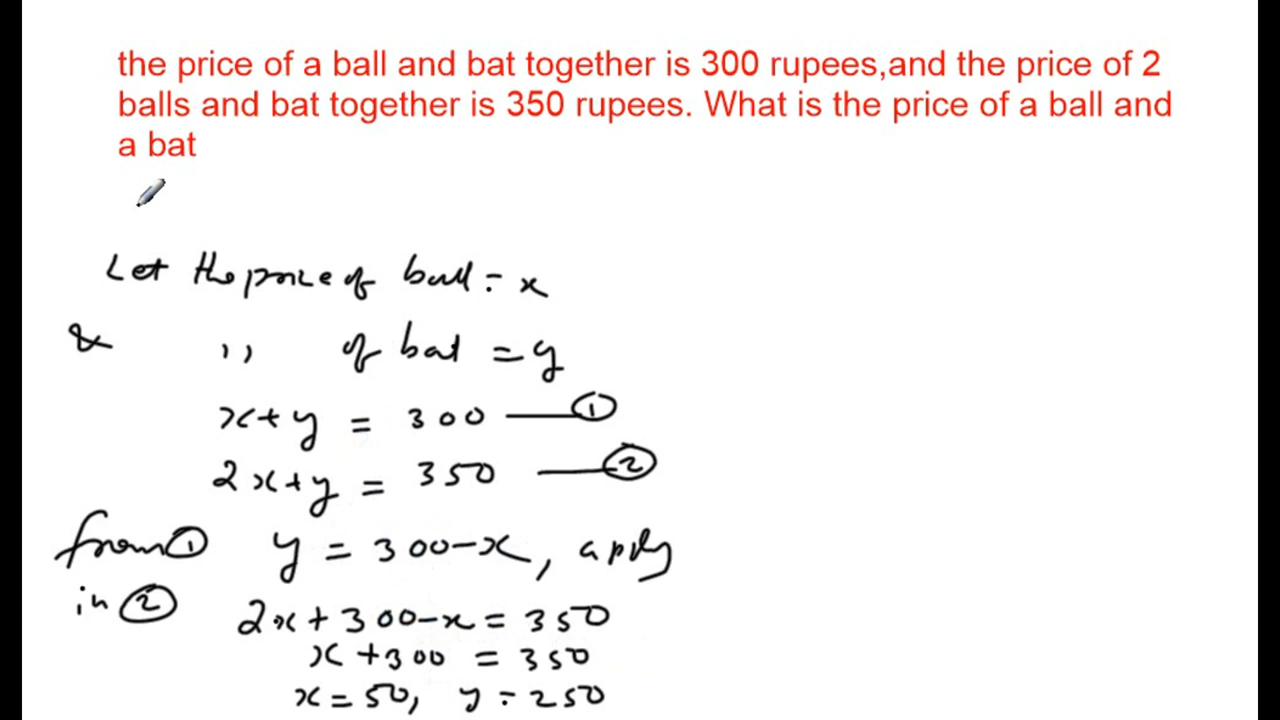 the price of a ball and bat together is 300 rupees,and the price of 2
balls and bat together is 350 rupees. What is the price of a ball and
a bat
Let the price of ball = x
& ,, of bat = y
x+y = 300 —— ①
2x+y = 350 —— ②
from ① y = 300-x, apply
in ② 2x+300-x = 350
x+300 = 350
x=50, y = 250